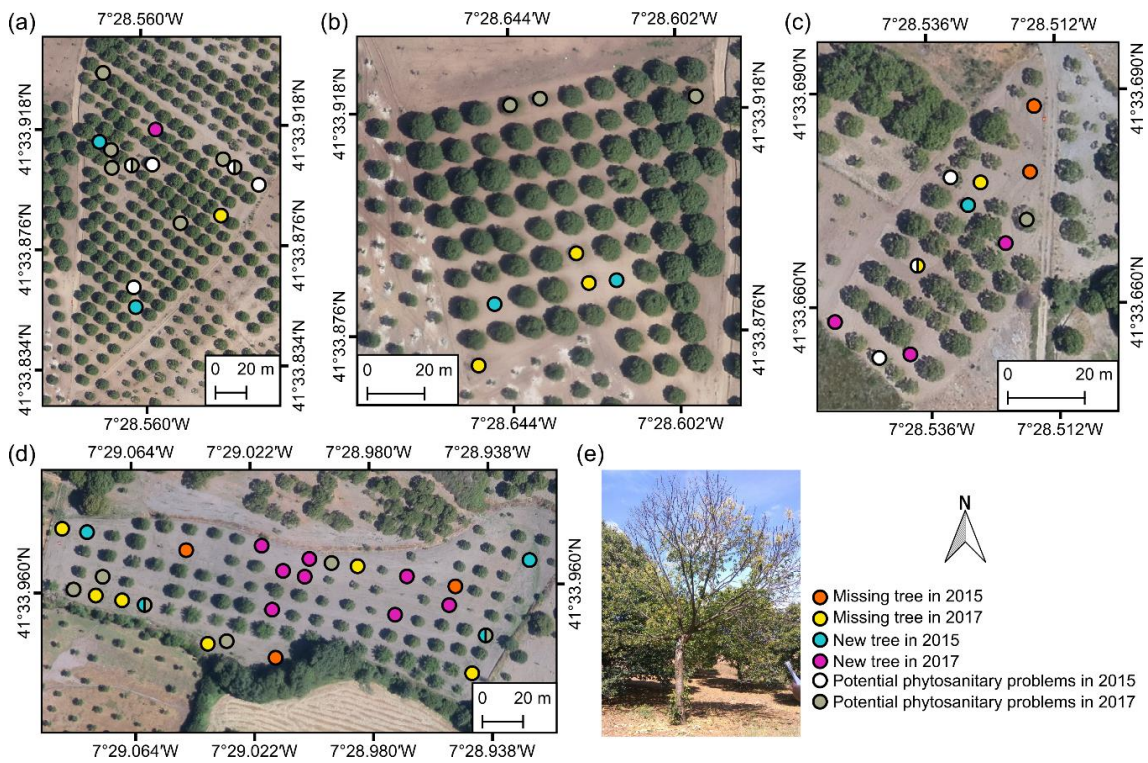 (a)
7°28.560'W
41°33.918'N
41°33.918'N
41°33.876'N
41°33.876'N
41°33.834'N
41°33.834'N
0 20 m
7°28.560'W
(b)
7°28.644'W 7°28.602'W
41°33.918'N
41°33.918'N
41°33.876'N
41°33.876'N
0 20 m
7°28.644'W 7°28.602'W
(c)
7°28.536'W 7°28.512'W
41°33.690'N
41°33.690'N
41°33.660'N
41°33.660'N
0 20 m
7°28.536'W 7°28.512'W
(d)
7°29.064'W 7°29.022'W 7°28.980'W 7°28.938'W
41°33.960'N
41°33.960'N
0 20 m
7°29.064'W 7°29.022'W 7°28.980'W 7°28.938'W
(e)
N
Missing tree in 2015
Missing tree in 2017
New tree in 2015
New tree in 2017
Potential phytosanitary problems in 2015
Potential phytosanitary problems in 2017